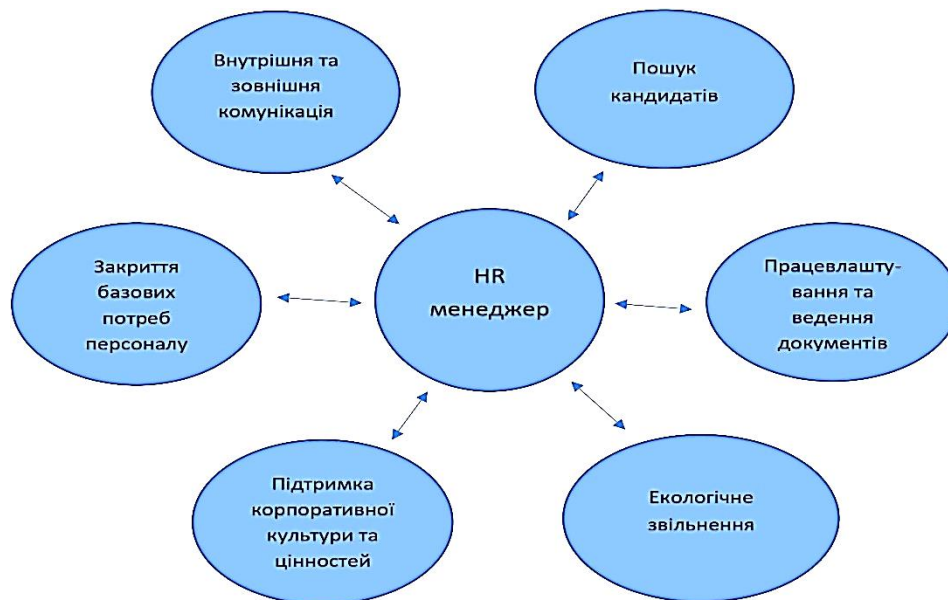 Внутрішня та
зовнішня
комунікація
Пошук
кандидатів
Закриття
базових
потреб
персоналу
HR
менеджер
Працевлашту-
вання та
ведення
документів
Підтримка
корпоративної
культури та
цінностей
Екологічне
звільнення